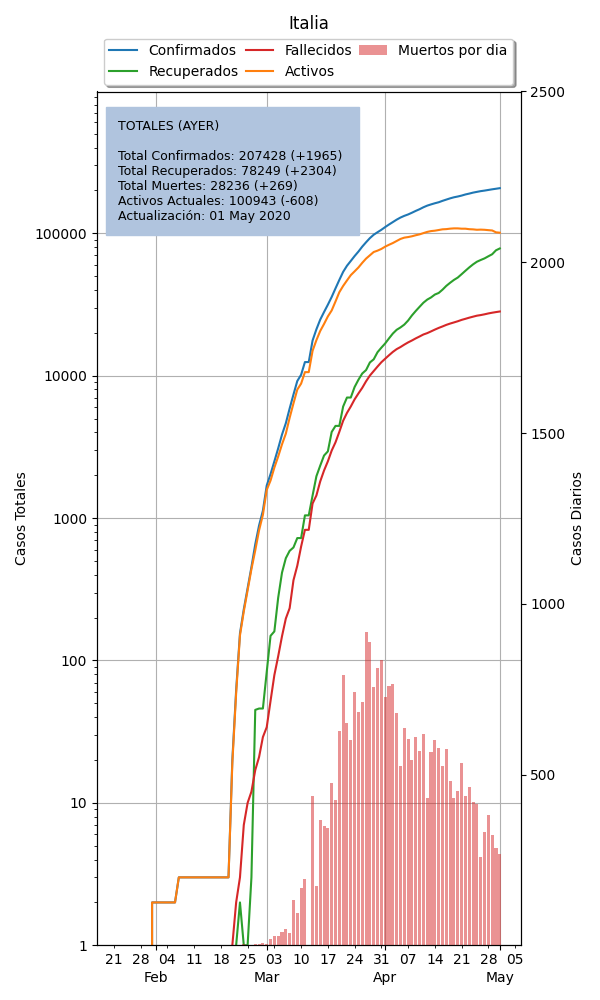 Italia
Confirmados Fallecidos Muertos por dia
Recuperados Activos
TOTALES (AYER)
Total Confirmados: 207428 (+1965)
Total Recuperados: 78249 (+2304)
Total Muertes: 28236 (+269)
Activos Actuales: 100943 (-608)
Actualización: 01 May 2020
2500
100000
2000
10000
1500
1000
1000
100
500
10
1
Casos Totales
Casos Diarios
21 28 04 11 18 25 03 10 17 24 31 07 14 21 28 05
Feb Mar Apr May